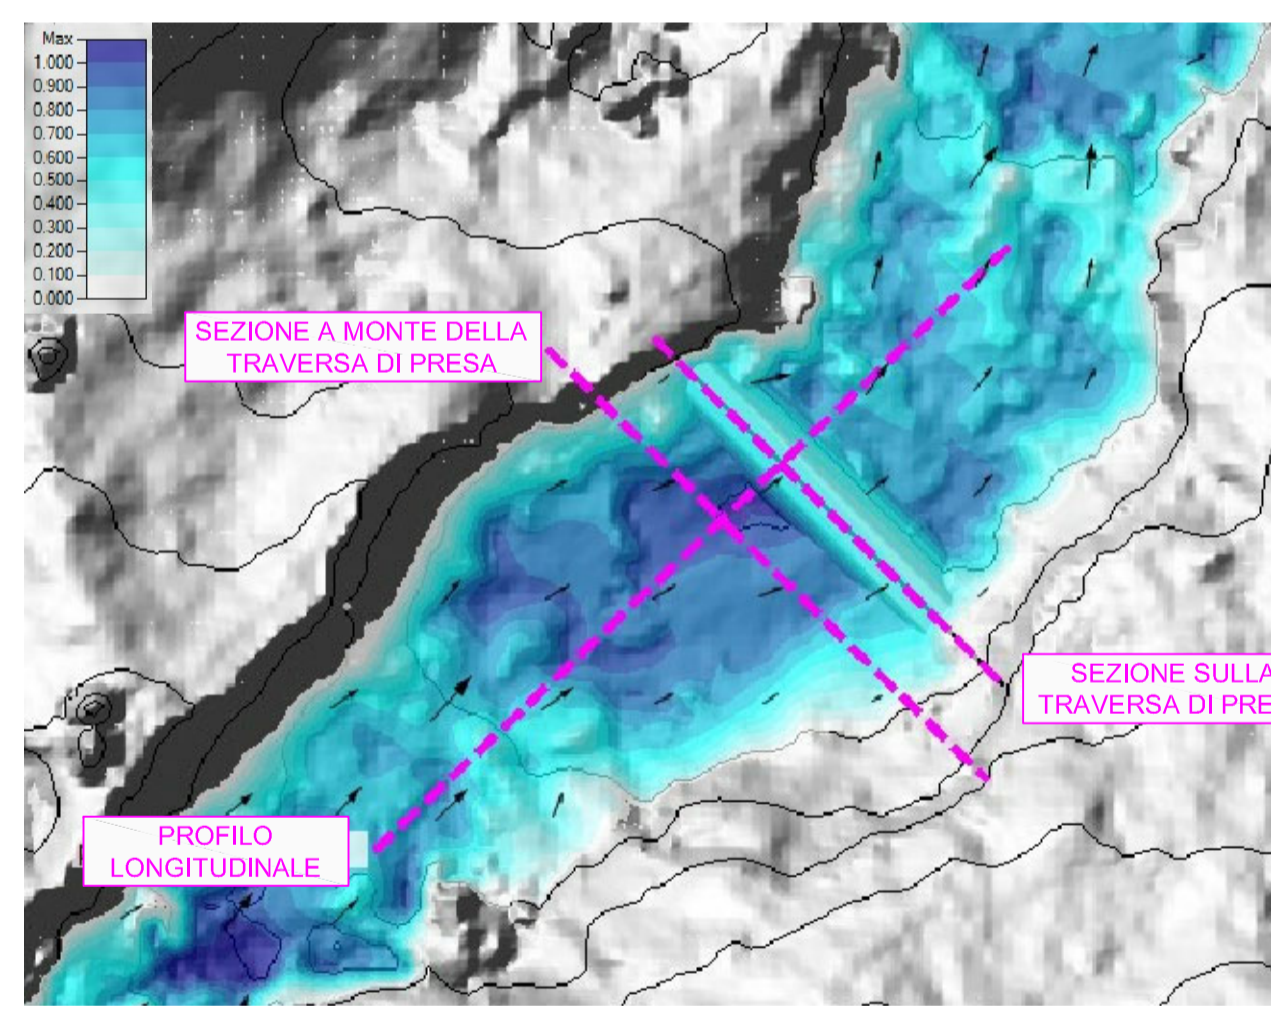 Max
1.000
0.900
0.800
0.700
0.600
0.500
0.400
0.300
0.200
0.100
0.000
SEZIONE A MONTE DELLA
TRAVERSA DI PRESA
SEZIONE SULLA
TRAVERSA DI PRE
PROFILO
LONGITUDINALE